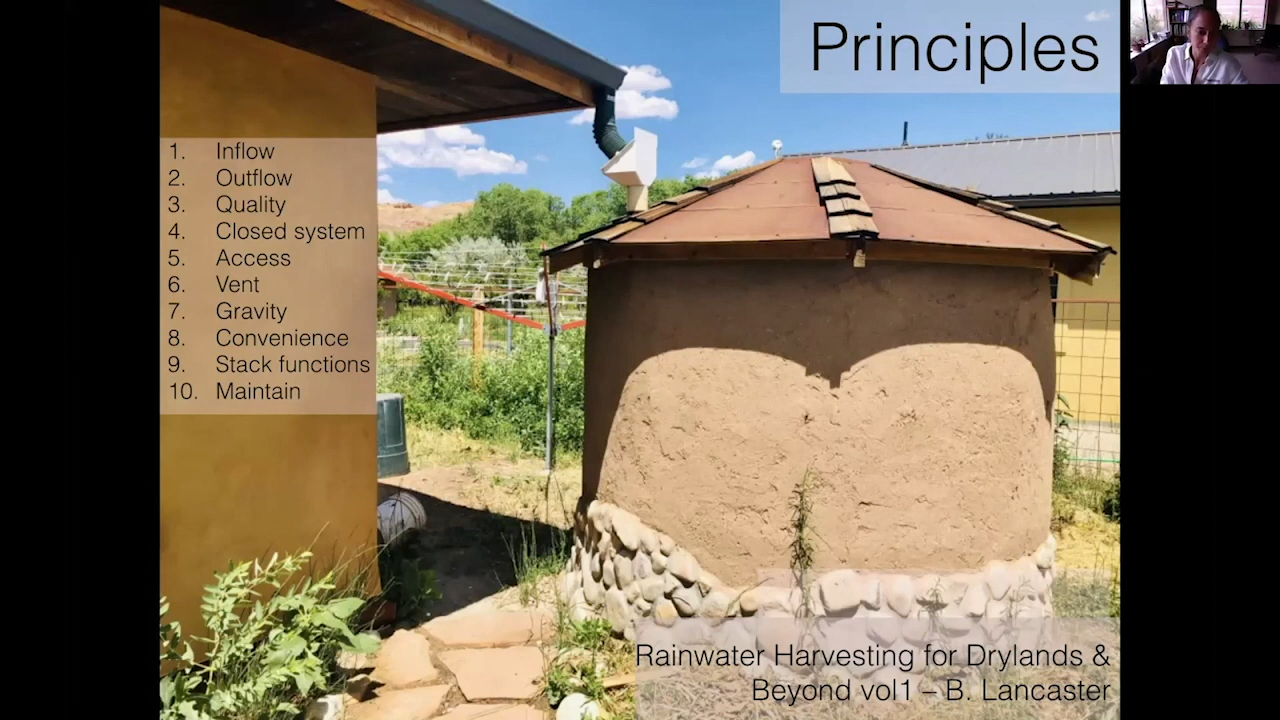 Principles
1. Inflow
2. Outflow
3. Quality
4. Closed system
5. Access
6. Vent
7. Gravity
8. Convenience
9. Stack functions
10. Maintain
Rainwater Harvesting for Drylands &
Beyond vol1 – B. Lancaster